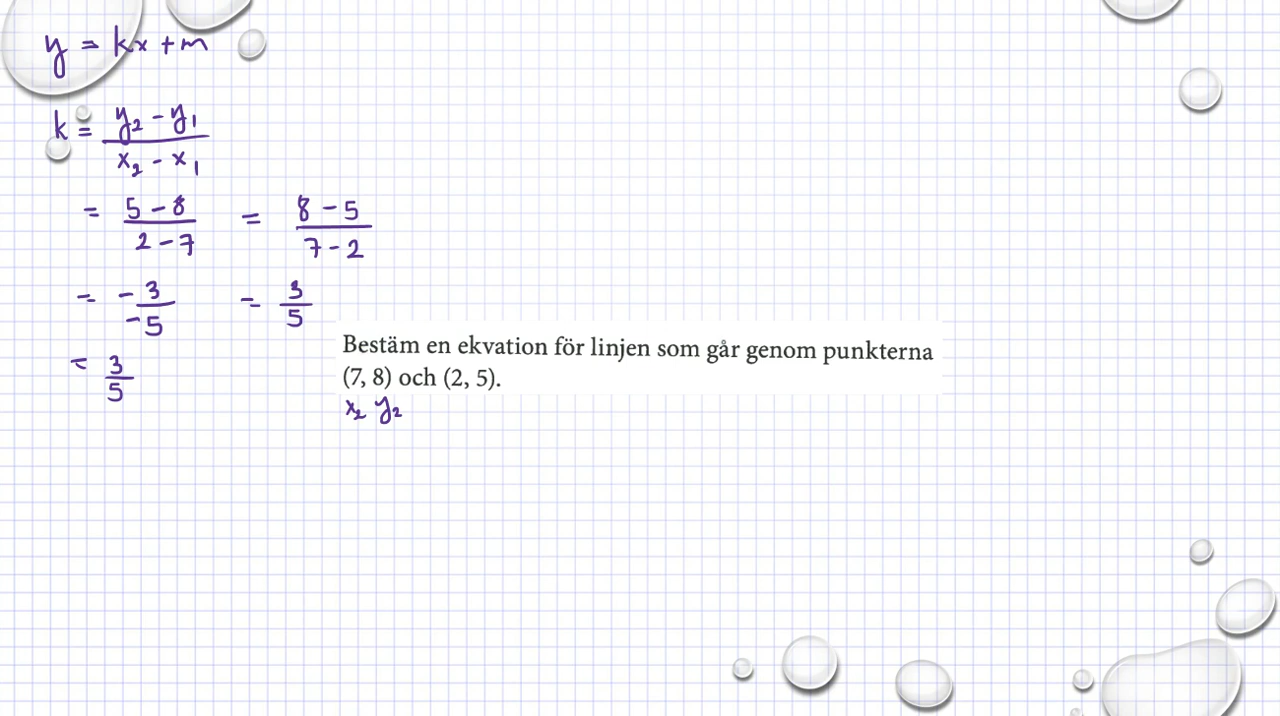 y = kx + m
k = (y₂ - y₁)/(x₂ - x₁)
= (5 - 8)/(2 - 7) = (8 - 5)/(7 - 2)
= -3/-5 = 3/5
= 3/5
Bestäm en ekvation för linjen som går genom punkterna
(7, 8) och (2, 5).
x₂ y₂